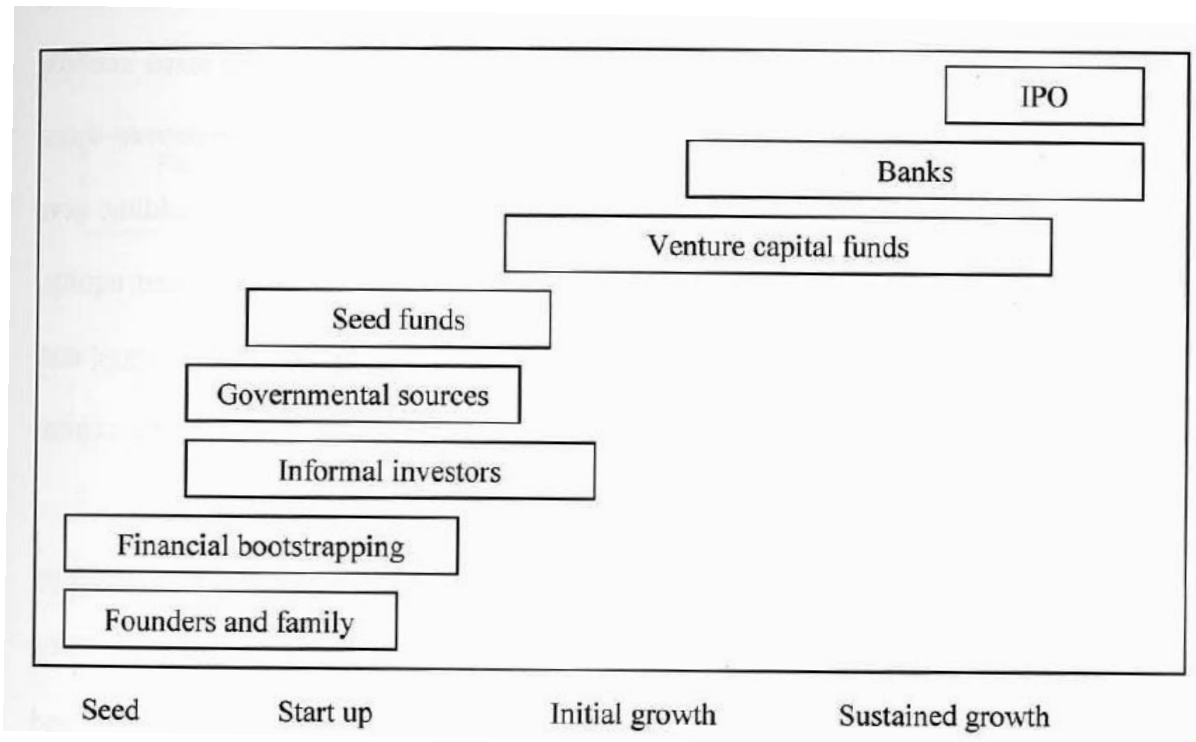 IPO
Banks
Venture capital funds
Seed funds
Governmental sources
Informal investors
Financial bootstrapping
Founders and family
Seed Start up Initial growth Sustained growth